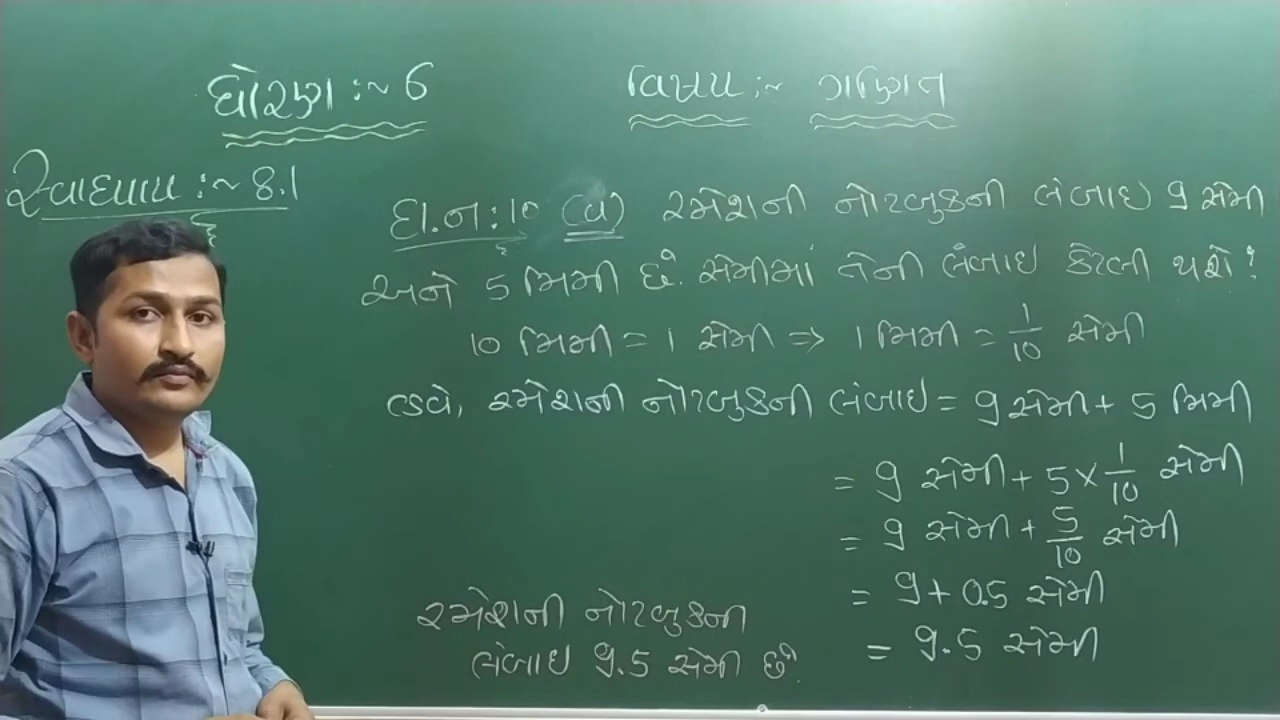 ધોરણ :~ 6
વિષય :~ ગણિત
સ્વાધ્યાય :~ 8.1
દા.ન: 10 (વ) રમેશની નોટબુકની લંબાઇ 9 સેમી
અને 5 મિમી છે. સેમીમાં તેની લંબાઇ કેટલી થશે?
10 મિમી = 1 સેમી ⇒ 1 મિમી = 1/10 સેમી
હવે, રમેશની નોટબુકની લંબાઇ = 9 સેમી + 5 મિમી
= 9 સેમી + 5 × 1/10 સેમી
= 9 સેમી + 5/10 સેમી
= 9 + 0.5 સેમી
= 9.5 સેમી
રમેશની નોટબુકની
લંબાઇ 9.5 સેમી છે.